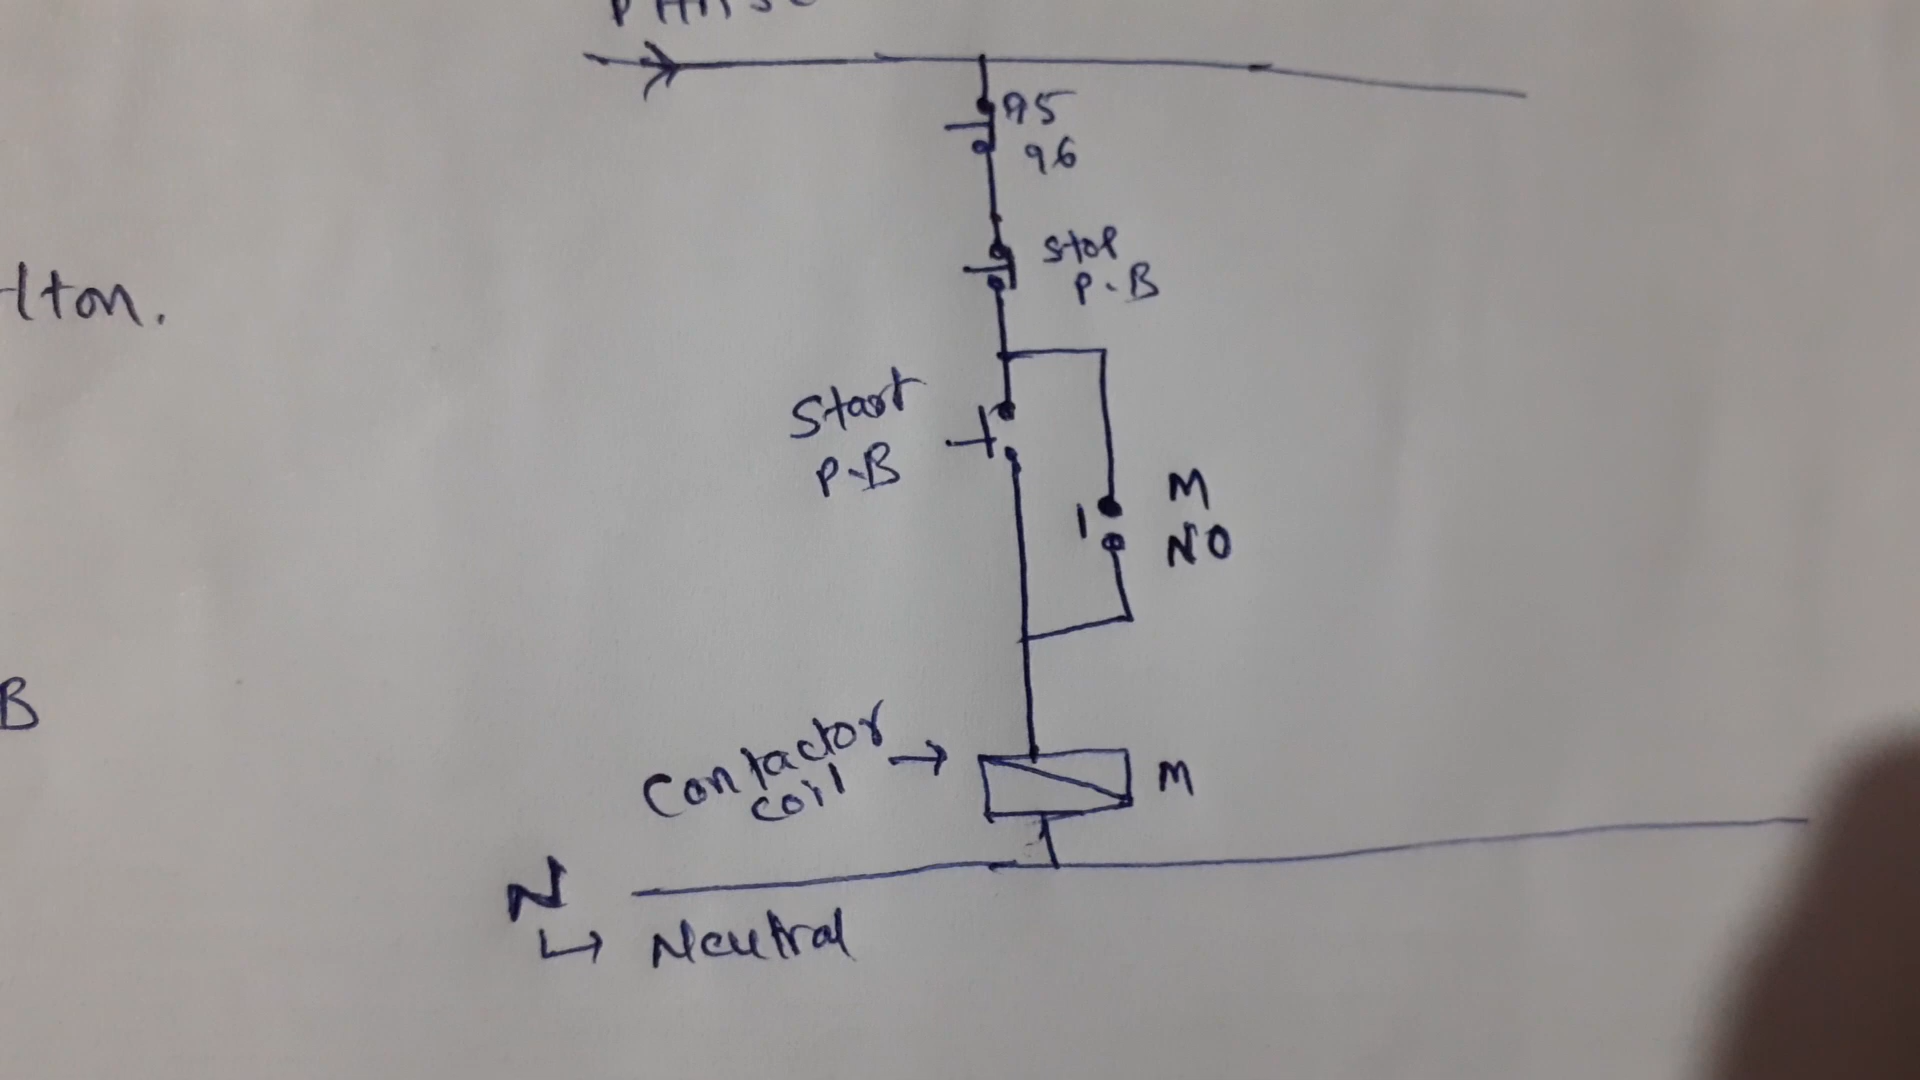 95
96
stop
P.B
Start
P.B
M
NO
Contactor
coil
M
N
Neutral
lton.
B